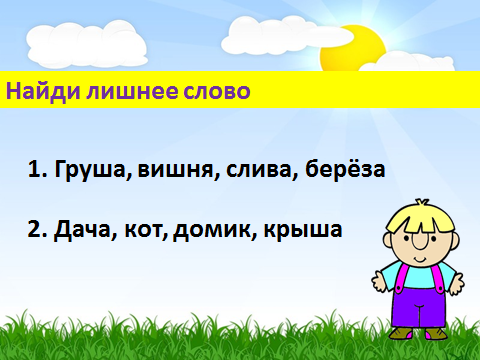 Найди лишнее слово
1. Груша, вишня, слива, берёза
2. Дача, кот, домик, крыша